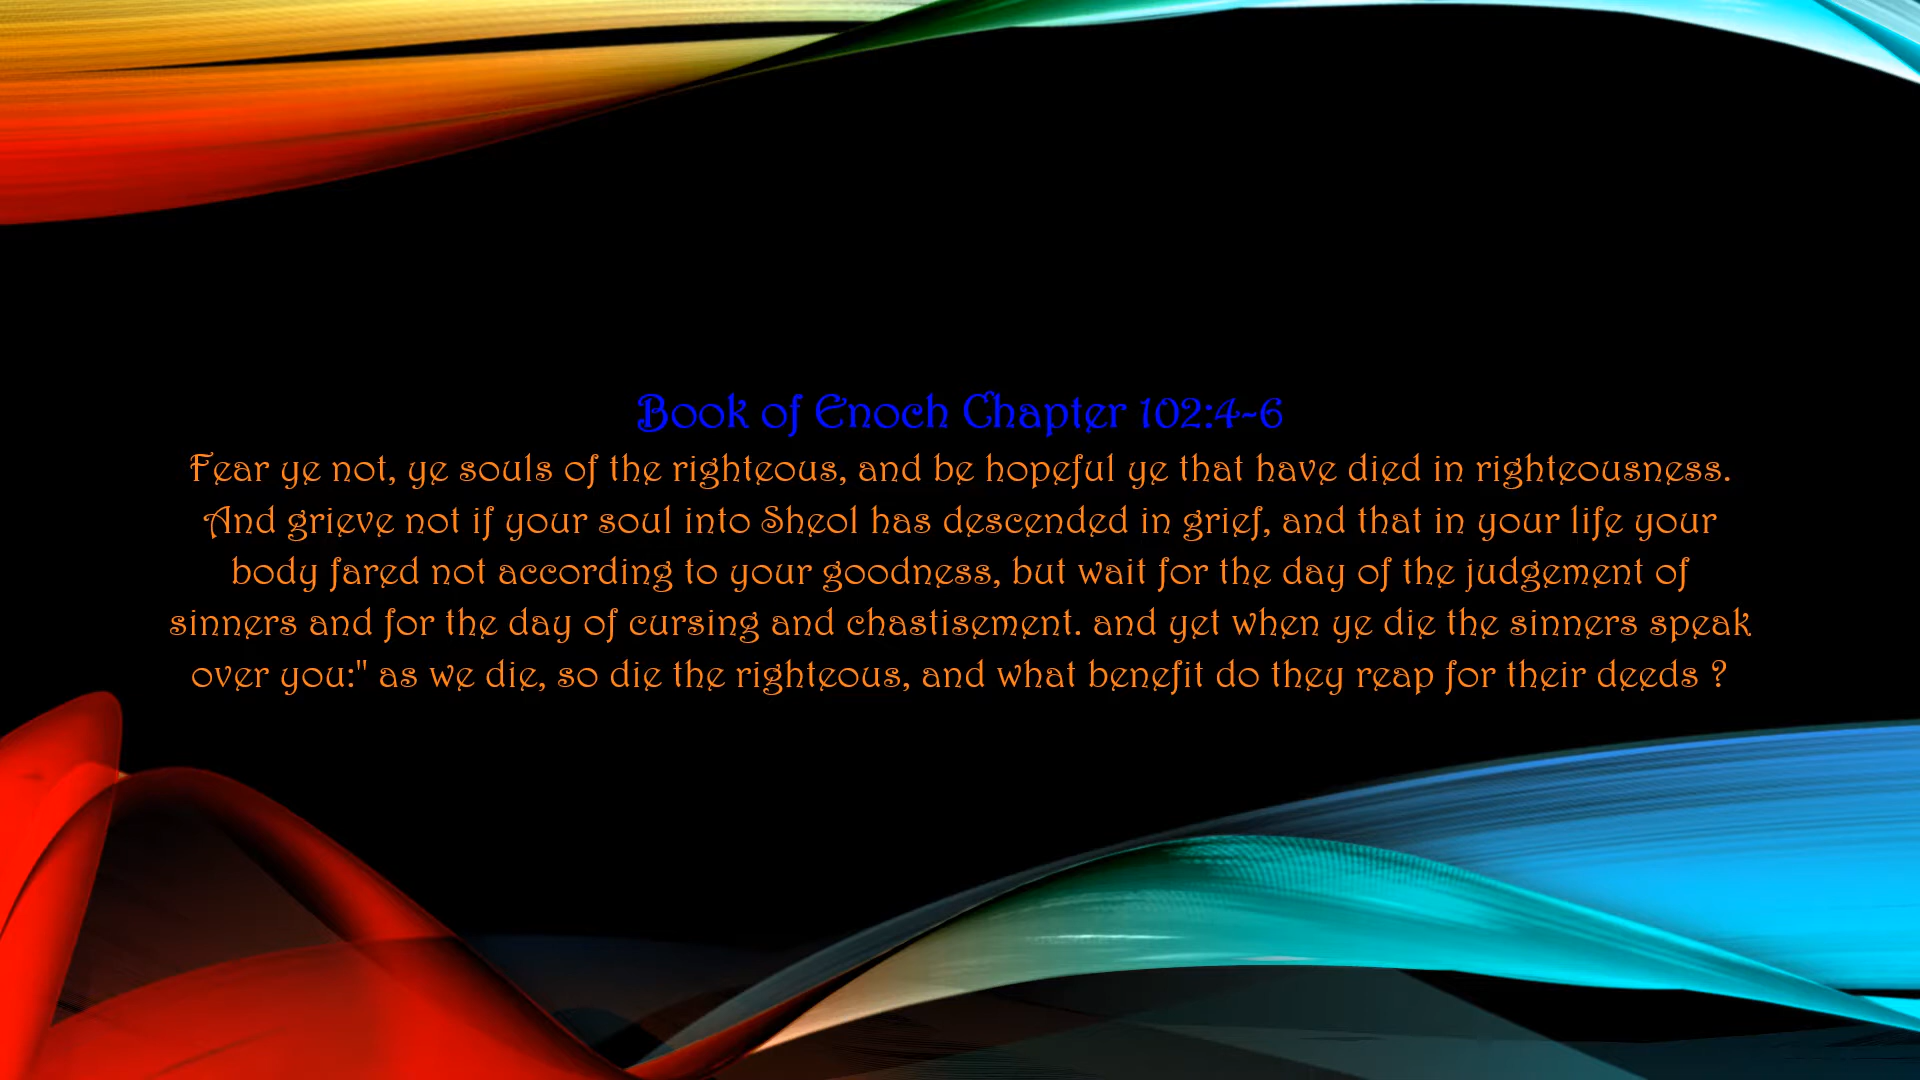 Book of Enoch Chapter 102:4-6
Fear ye not, ye souls of the righteous, and be hopeful ye that have died in righteousness.
And grieve not if your soul into Sheol has descended in grief, and that in your life your
body fared not according to your goodness, but wait for the day of the judgement of
sinners and for the day of cursing and chastisement. and yet when ye die the sinners speak
over you:" as we die, so die the righteous, and what benefit do they reap for their deeds ?